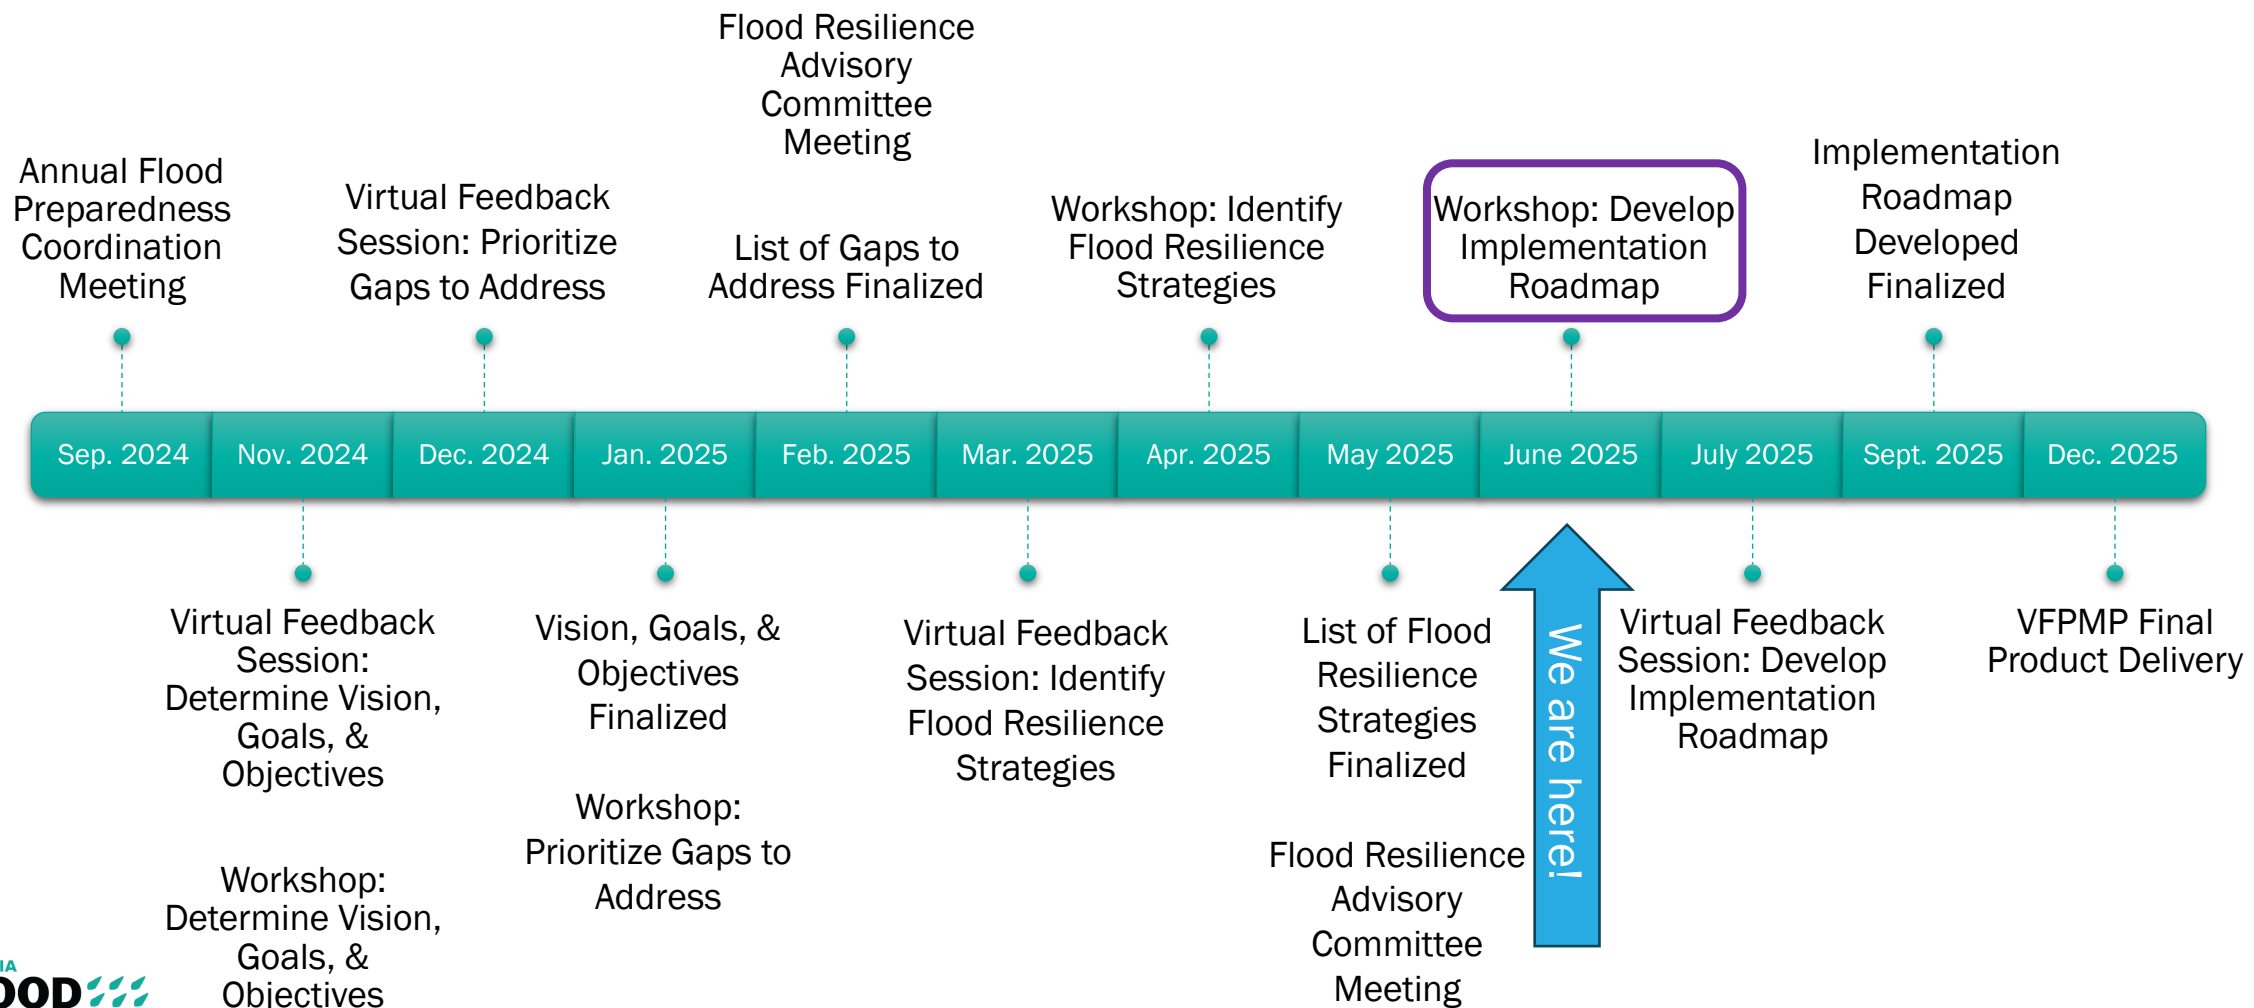 Flood Resilience
Advisory
Committee
Meeting
List of Gaps to
Address Finalized
Annual Flood
Preparedness
Coordination
Meeting
Virtual Feedback
Session: Prioritize
Gaps to Address
Workshop: Identify
Flood Resilience
Strategies
Workshop: Develop
Implementation
Roadmap
Implementation
Roadmap
Developed
Finalized
Sep. 2024
Nov. 2024
Dec. 2024
Jan. 2025
Feb. 2025
Mar. 2025
Apr. 2025
May 2025
June 2025
July 2025
Sept. 2025
Dec. 2025
Virtual Feedback
Session:
Determine Vision,
Goals, &
Objectives
Workshop:
Determine Vision,
Goals, &
Objectives
Vision, Goals, &
Objectives
Finalized
Workshop:
Prioritize Gaps to
Address
Virtual Feedback
Session: Identify
Flood Resilience
Strategies
List of Flood
Resilience
Strategies
Finalized
Flood Resilience
Advisory
Committee
Meeting
We are here!
Virtual Feedback
Session: Develop
Implementation
Roadmap
VFPMP Final
Product Delivery